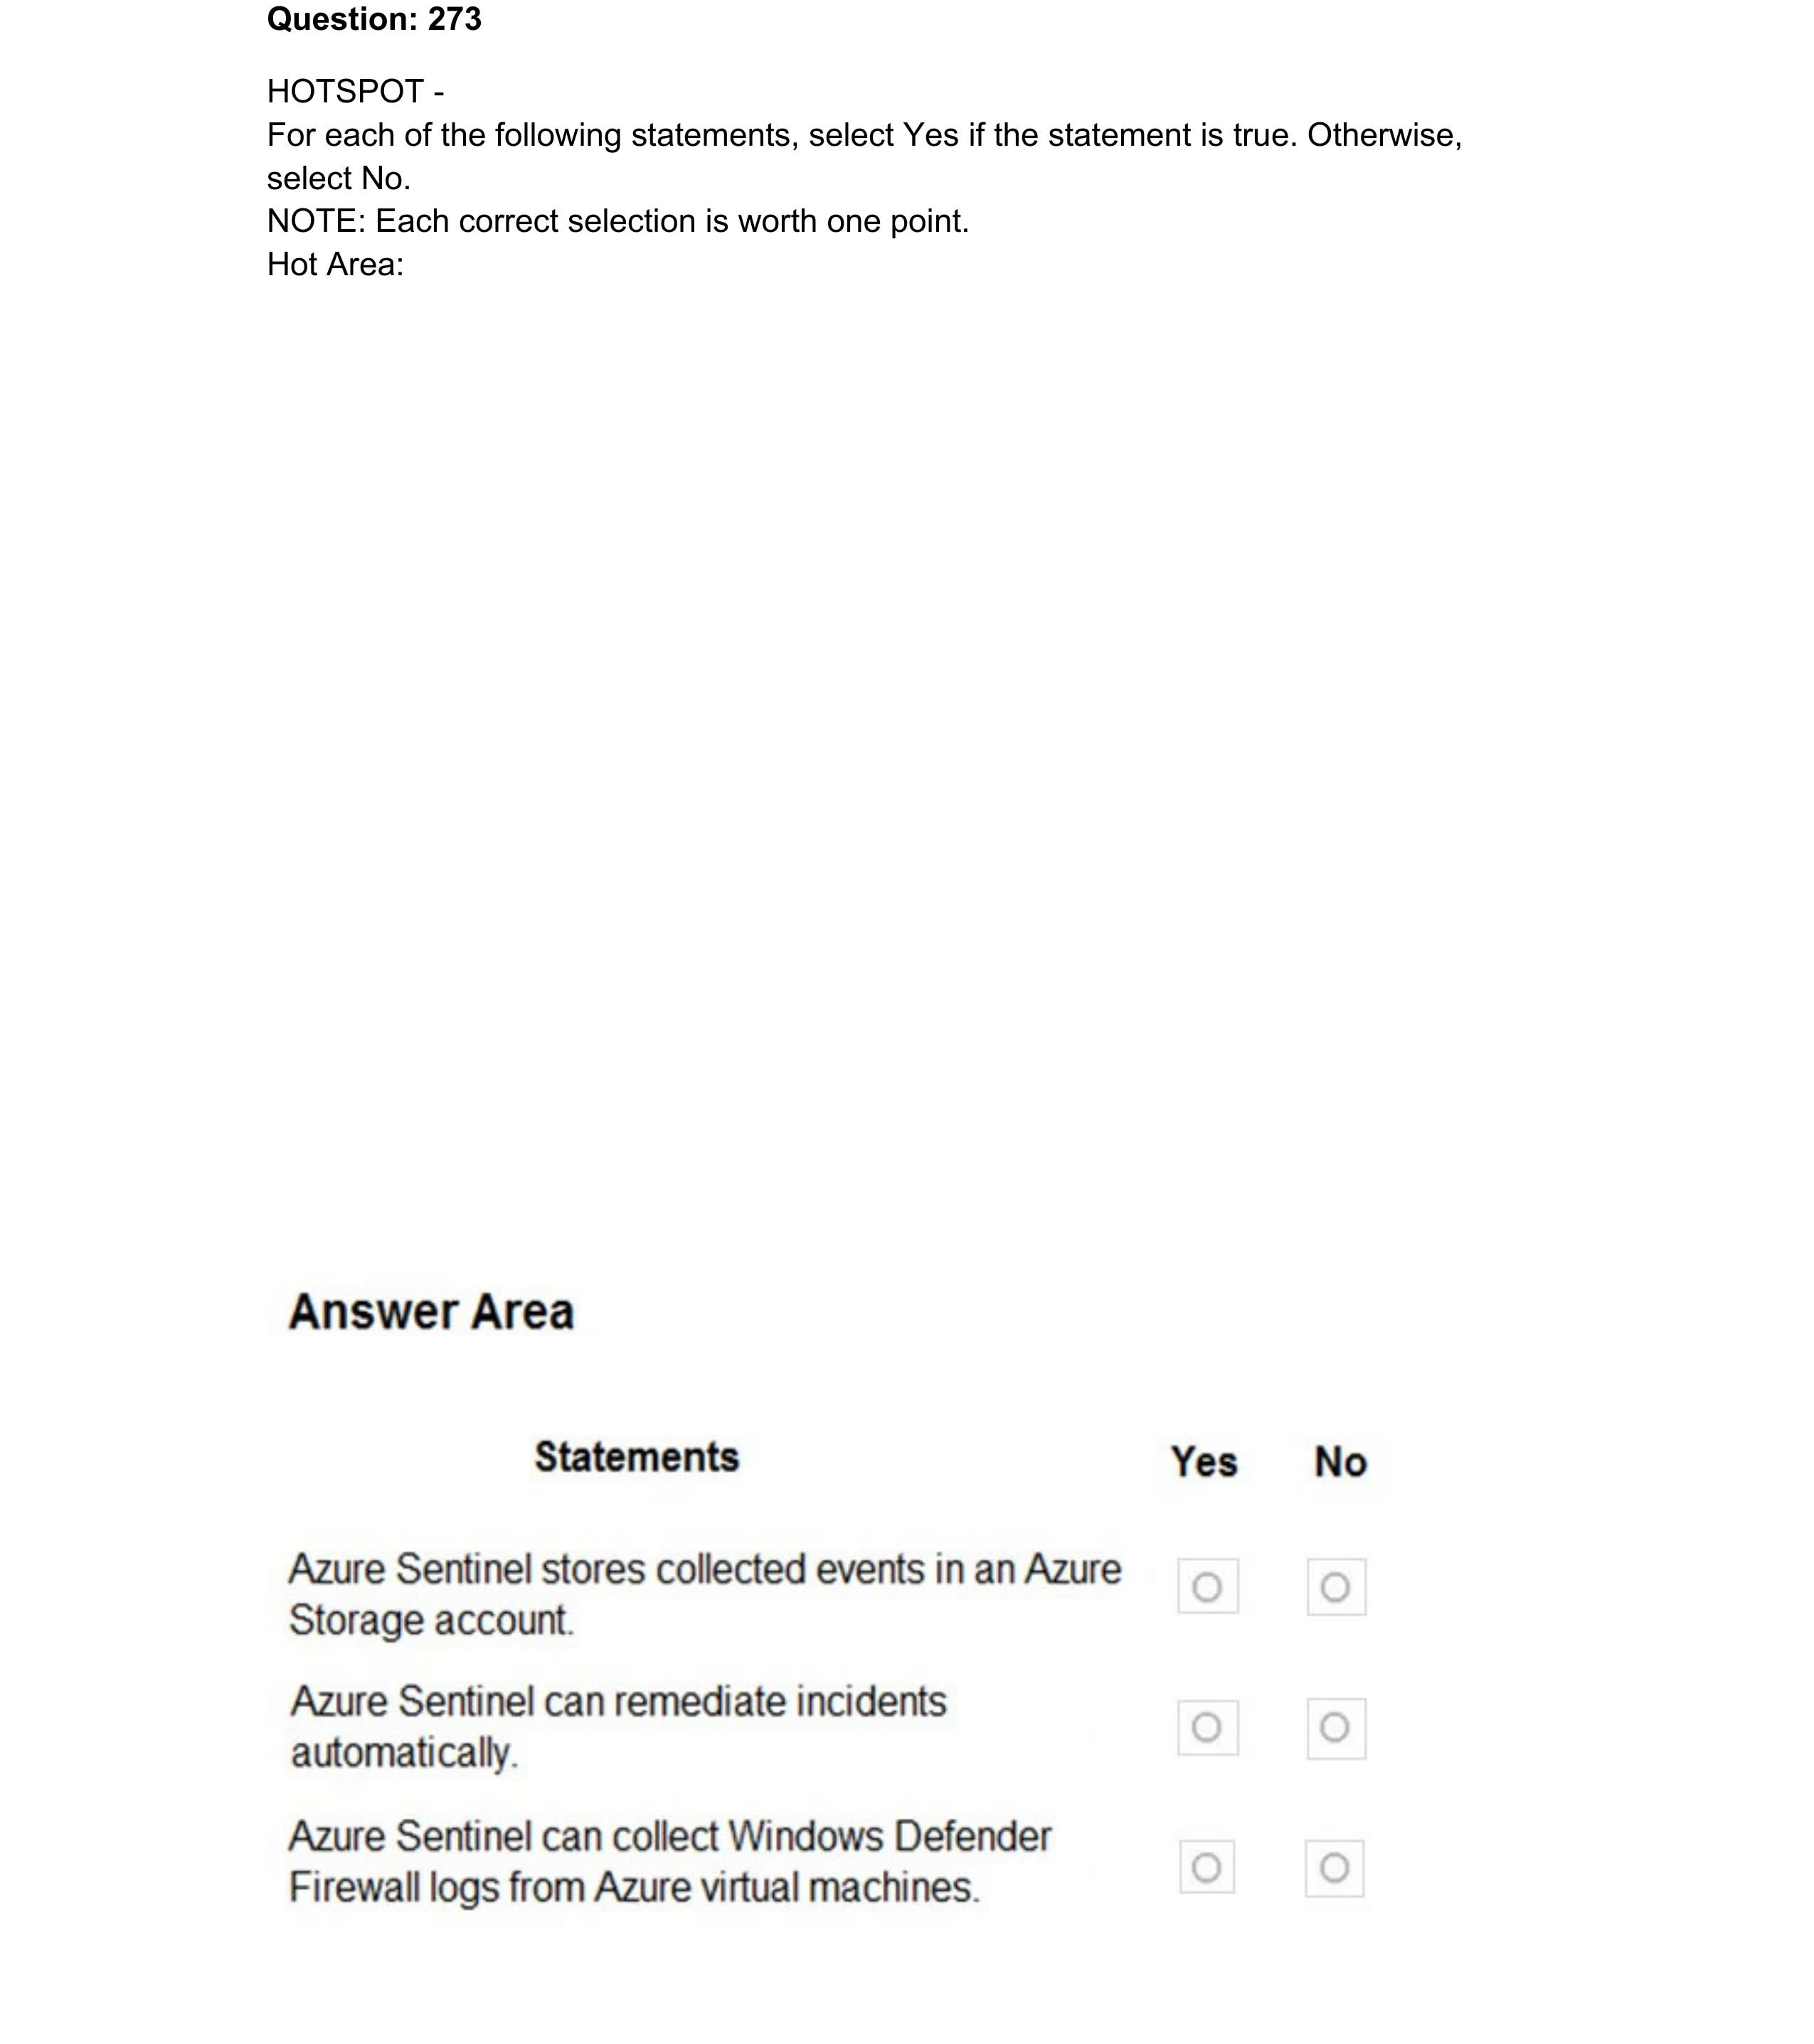 Question: 273
HOTSPOT -
For each of the following statements, select Yes if the statement is true. Otherwise,
select No.
NOTE: Each correct selection is worth one point.
Hot Area:
Answer Area
Statements Yes No
Azure Sentinel stores collected events in an Azure
Storage account.
Azure Sentinel can remediate incidents
automatically.
Azure Sentinel can collect Windows Defender
Firewall logs from Azure virtual machines.